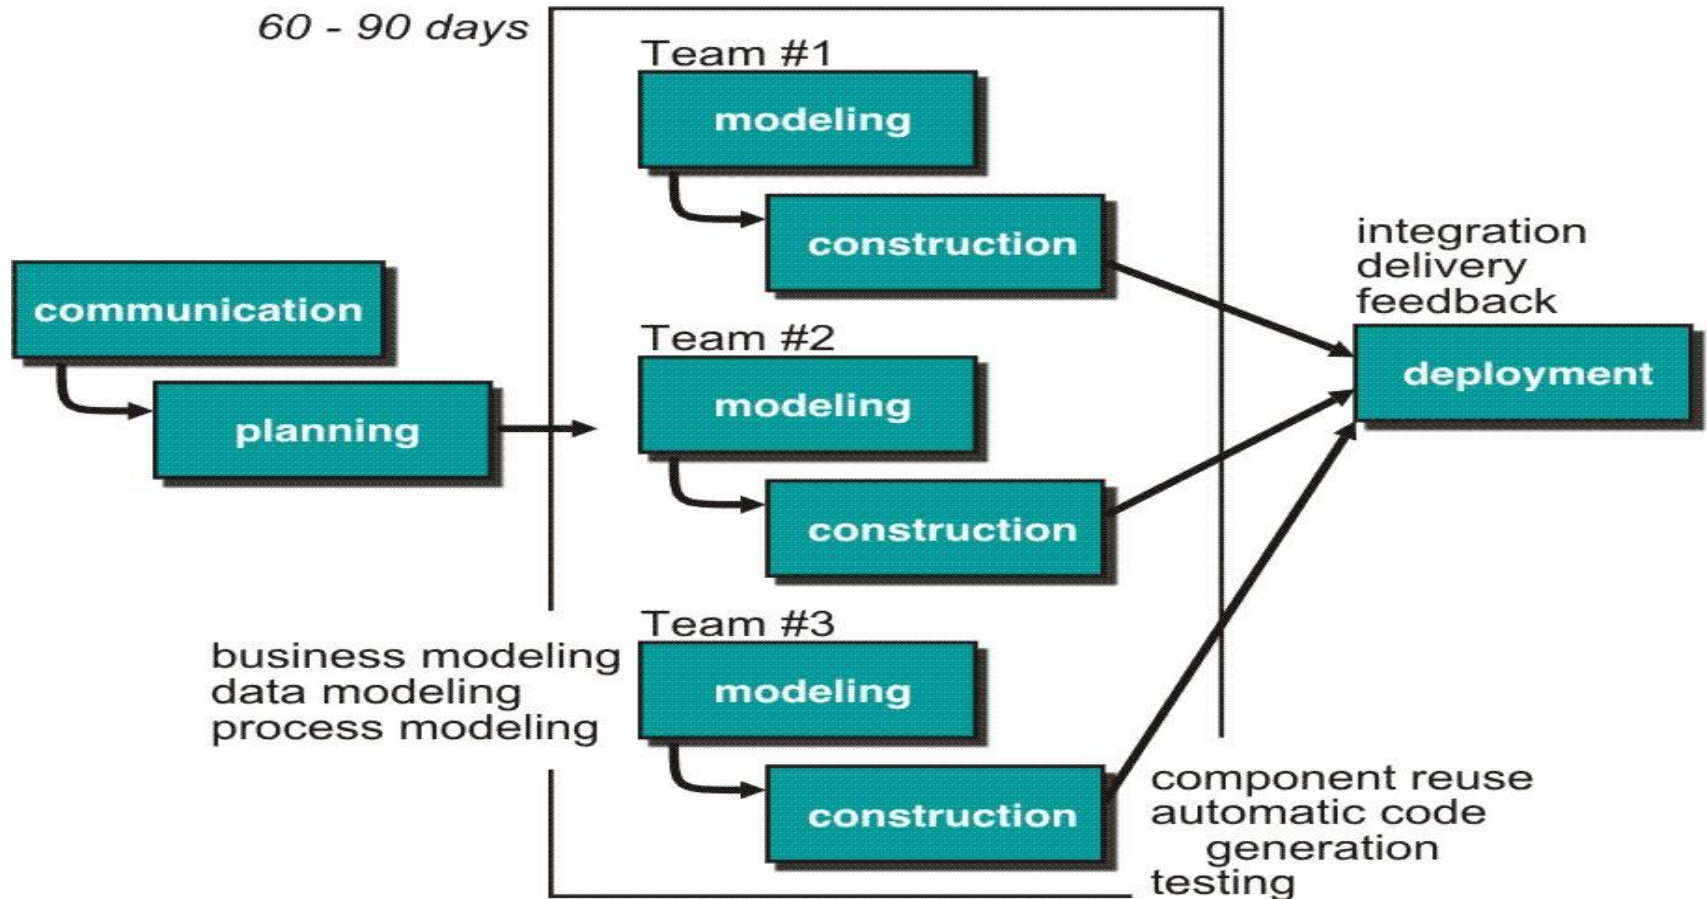 60 - 90 days
Team #1
modeling
construction
communication
planning
Team #2
modeling
construction
integration
delivery
feedback
deployment
Team #3
business modeling
data modeling
process modeling
modeling
construction
component reuse
automatic code
generation
testing